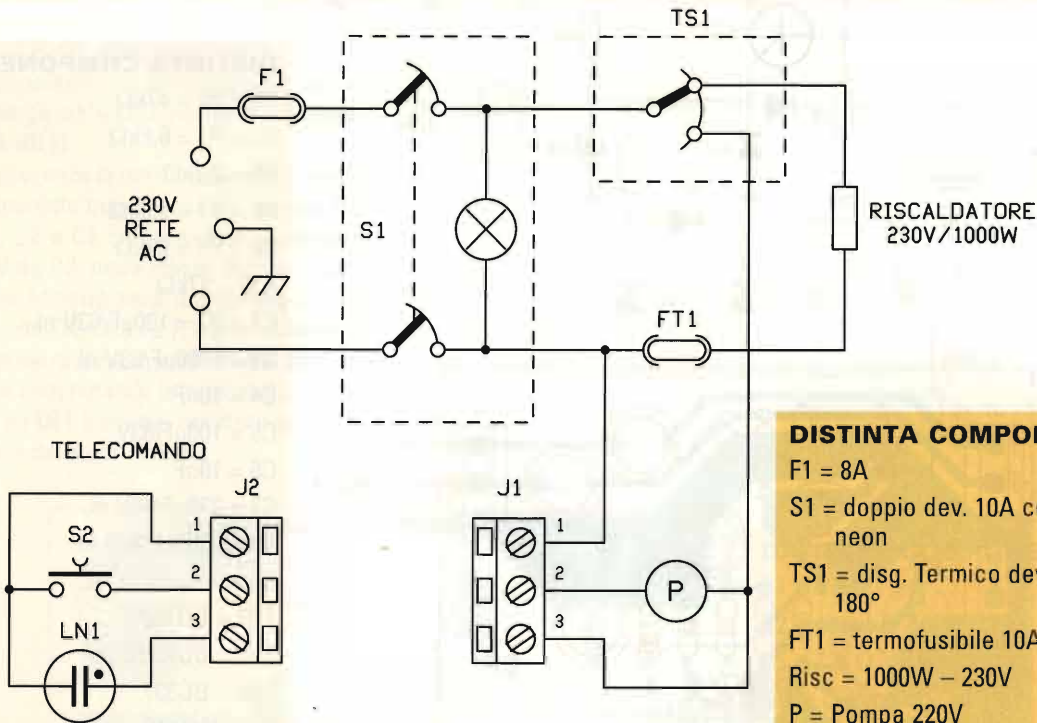 TS1
F1
230V
RETE
AC
S1
RISCALDATORE
230V/1000W
FT1
TELECOMANDO
J2
J1
S2
LN1
1
2
3
1
2
3
P
DISTINTA COMPO
F1 = 8A
S1 = doppio dev. 10A c
neon
TS1 = disg. Termico dev
180°
FT1 = termofusibile 10A
Risc = 1000W – 230V
P = Pompa 220V